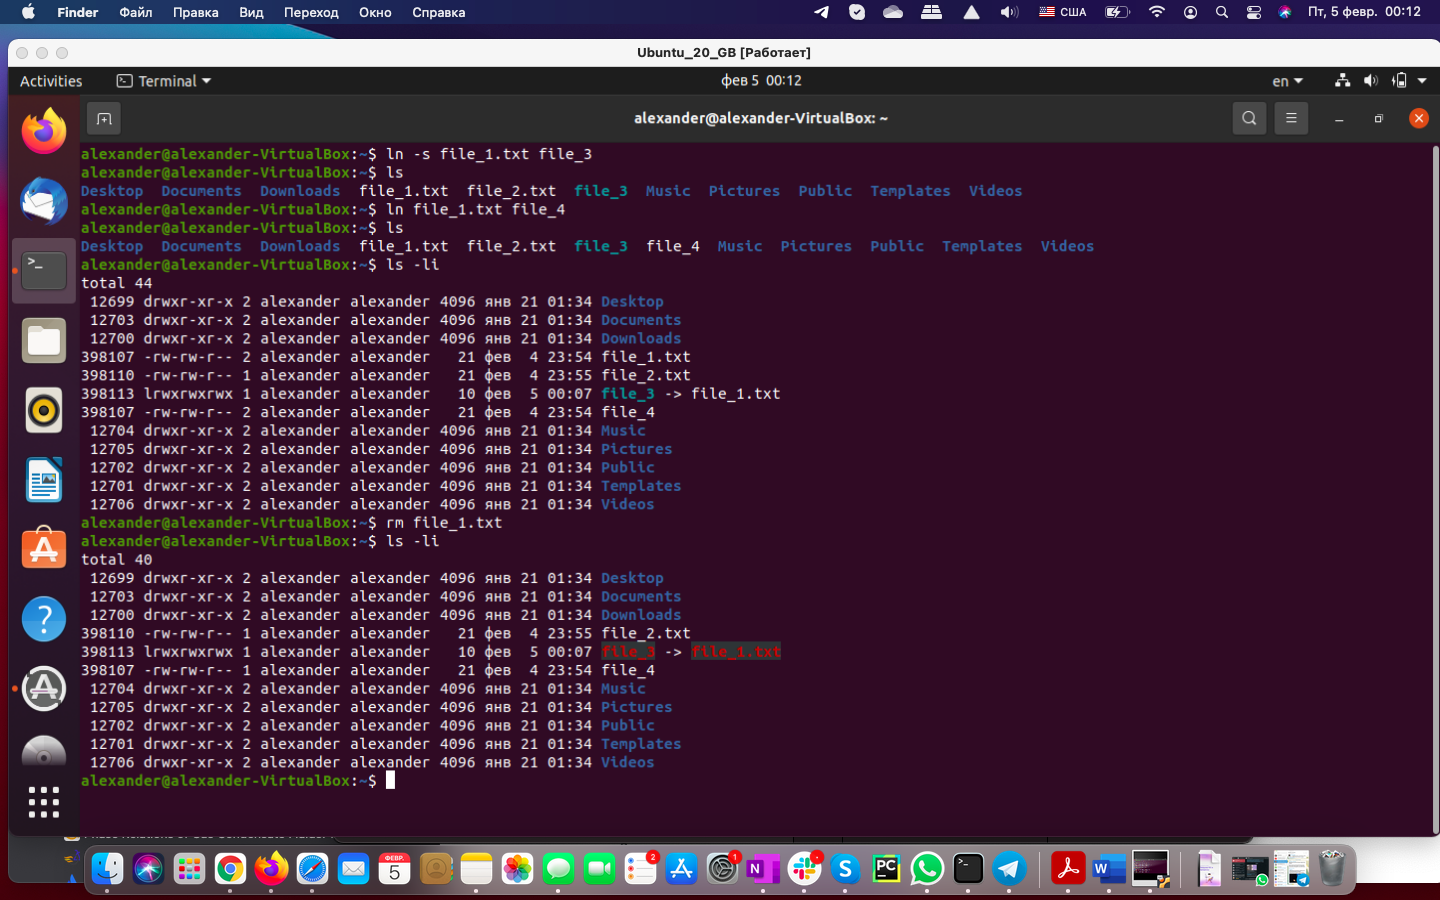 Finder Файл Правка Вид Переход Окно Справка США Пт, 5 февр. 00:12
Ubuntu_20_GB [Работает]
Activities Terminal фев 5 00:12 en
alexander@alexander-VirtualBox: ~
alexander@alexander-VirtualBox:~$ ln -s file_1.txt file_3
alexander@alexander-VirtualBox:~$ ls
Desktop Documents Downloads file_1.txt file_2.txt file_3 Music Pictures Public Templates Videos
alexander@alexander-VirtualBox:~$ ln file_1.txt file_4
alexander@alexander-VirtualBox:~$ ls
Desktop Documents Downloads file_1.txt file_2.txt file_3 file_4 Music Pictures Public Templates Videos
alexander@alexander-VirtualBox:~$ ls -li
total 44
12699 drwxr-xr-x 2 alexander alexander 4096 янв 21 01:34 Desktop
12703 drwxr-xr-x 2 alexander alexander 4096 янв 21 01:34 Documents
12700 drwxr-xr-x 2 alexander alexander 4096 янв 21 01:34 Downloads
398107 -rw-rw-r-- 2 alexander alexander 21 фев 4 23:54 file_1.txt
398110 -rw-rw-r-- 1 alexander alexander 21 фев 4 23:55 file_2.txt
398113 lrwxrwxrwx 1 alexander alexander 10 фев 5 00:07 file_3 -> file_1.txt
398107 -rw-rw-r-- 2 alexander alexander 21 фев 4 23:54 file_4
12704 drwxr-xr-x 2 alexander alexander 4096 янв 21 01:34 Music
12705 drwxr-xr-x 2 alexander alexander 4096 янв 21 01:34 Pictures
12702 drwxr-xr-x 2 alexander alexander 4096 янв 21 01:34 Public
12701 drwxr-xr-x 2 alexander alexander 4096 янв 21 01:34 Templates
12706 drwxr-xr-x 2 alexander alexander 4096 янв 21 01:34 Videos
alexander@alexander-VirtualBox:~$ rm file_1.txt
alexander@alexander-VirtualBox:~$ ls -li
total 40
12699 drwxr-xr-x 2 alexander alexander 4096 янв 21 01:34 Desktop
12703 drwxr-xr-x 2 alexander alexander 4096 янв 21 01:34 Documents
12700 drwxr-xr-x 2 alexander alexander 4096 янв 21 01:34 Downloads
398110 -rw-rw-r-- 1 alexander alexander 21 фев 4 23:55 file_2.txt
398113 lrwxrwxrwx 1 alexander alexander 10 фев 5 00:07 file_3 -> file_1.txt
398107 -rw-rw-r-- 1 alexander alexander 21 фев 4 23:54 file_4
12704 drwxr-xr-x 2 alexander alexander 4096 янв 21 01:34 Music
12705 drwxr-xr-x 2 alexander alexander 4096 янв 21 01:34 Pictures
12702 drwxr-xr-x 2 alexander alexander 4096 янв 21 01:34 Public
12701 drwxr-xr-x 2 alexander alexander 4096 янв 21 01:34 Templates
12706 drwxr-xr-x 2 alexander alexander 4096 янв 21 01:34 Videos
alexander@alexander-VirtualBox:~$
ФЕВР.
5
2
1